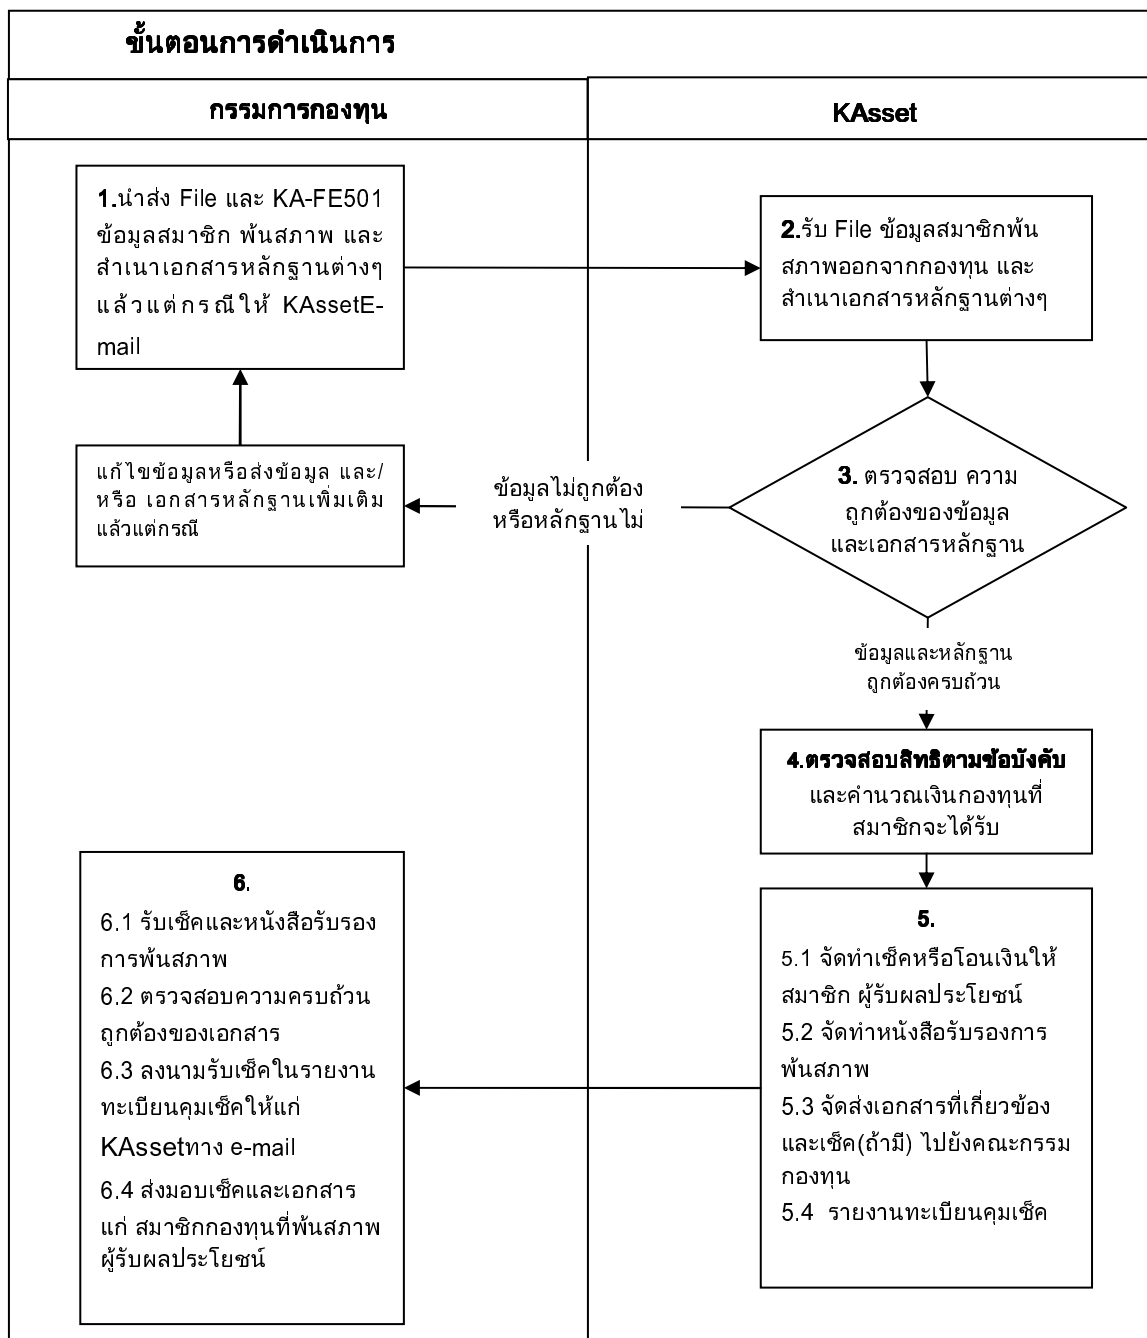 ขั้นตอนการดำเนินการ
กรรมการกองทุน
KAsset
1.นำส่ง File และ KA-FE501
ข้อมูลสมาชิก พ้นสภาพ และ
สำเนาเอกสารหลักฐานต่างๆ
แล้วแต่กรณีให้ KAssetE-
mail
2.รับ File ข้อมูลสมาชิกพ้น
สภาพออกจากกองทุน และ
สำเนาเอกสารหลักฐานต่างๆ
แก้ไขข้อมูลหรือส่งข้อมูล และ/
หรือ เอกสารหลักฐานเพิ่มเติม
แล้วแต่กรณี
ข้อมูลไม่ถูกต้อง
หรือหลักฐานไม่
3. ตรวจสอบ ความ
ถูกต้องของข้อมูล
และเอกสารหลักฐาน
ข้อมูลและหลักฐาน
ถูกต้องครบถ้วน
4.ตรวจสอบสิทธิตามข้อบังคับ
และคำนวณเงินกองทุนที่
สมาชิกจะได้รับ
5.
5.1 จัดทำเช็คหรือโอนเงินให้
สมาชิก ผู้รับผลประโยชน์
5.2 จัดทำหนังสือรับรองการ
พ้นสภาพ
5.3 จัดส่งเอกสารที่เกี่ยวข้อง
และเช็ค(ถ้ามี) ไปยังคณะกรรม
กองทุน
5.4 รายงานทะเบียนคุมเช็ค
6.
6.1 รับเช็คและหนังสือรับรอง
การพ้นสภาพ
6.2 ตรวจสอบความครบถ้วน
ถูกต้องของเอกสาร
6.3 ลงนามรับเช็คในรายงาน
ทะเบียนคุมเช็คให้แก่
KAssetทาง e-mail
6.4 ส่งมอบเช็คและเอกสาร
แก่ สมาชิกกองทุนที่พ้นสภาพ
ผู้รับผลประโยชน์